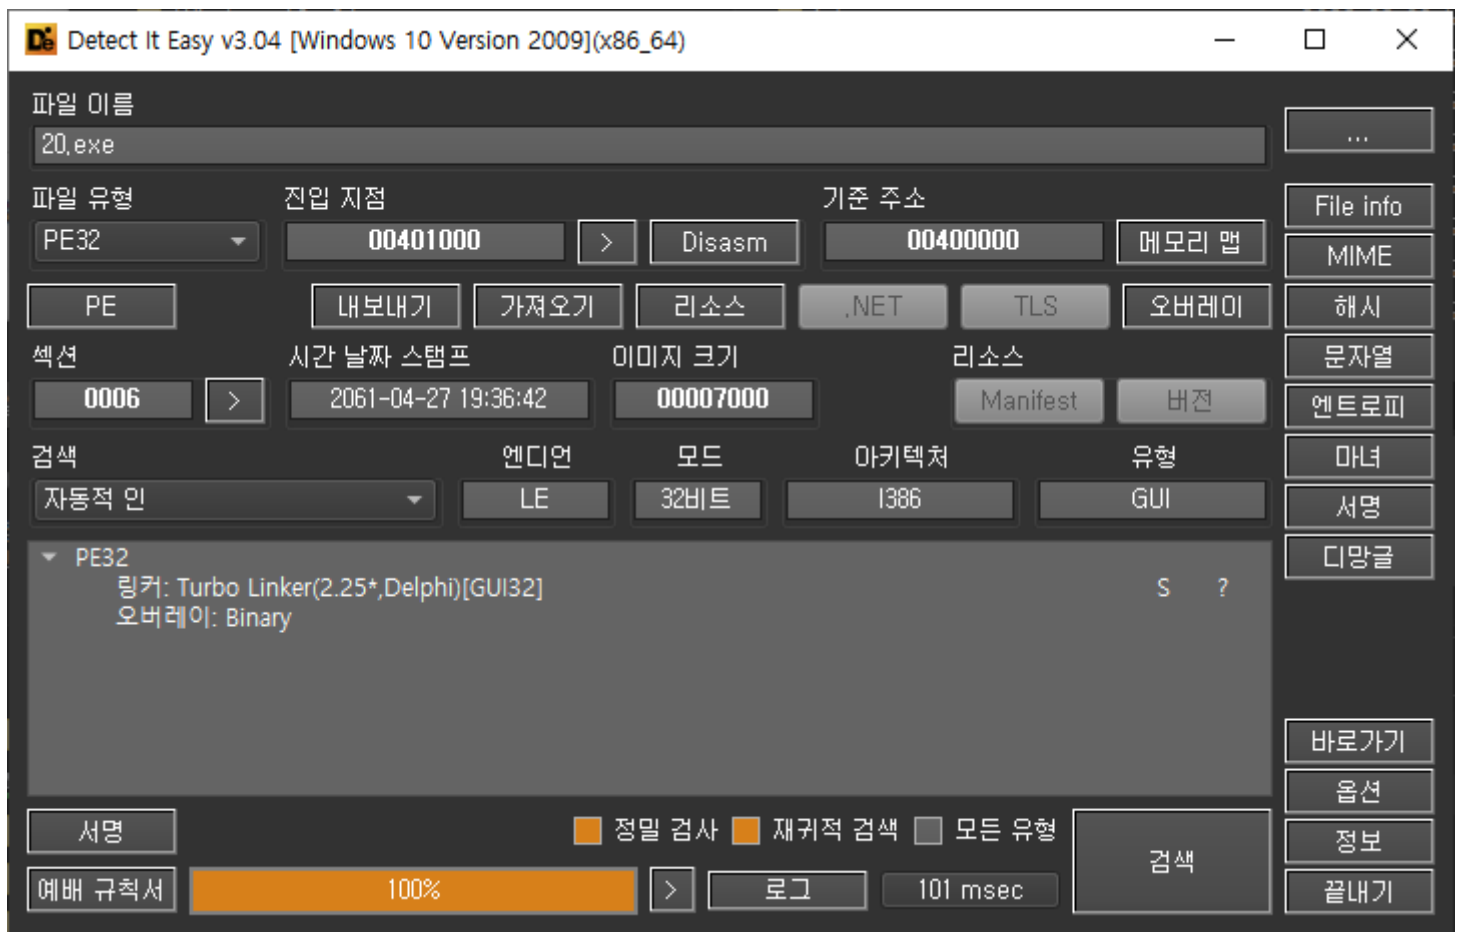 Detect It Easy v3.04 [Windows 10 Version 2009](x86_64)
파일 이름
20.exe
...
파일 유형 진입 지점 기준 주소
PE32 00401000 > Disasm 00400000 메모리 맵
File info
MIME
PE 내보내기 가져오기 리소스 .NET TLS 오버레이
해시
섹션 시간 날짜 스탬프 이미지 크기 리소스
문자열
0006 > 2061-04-27 19:36:42 00007000 Manifest 버전
엔트로피
검색 엔디언 모드 아키텍처 유형
마녀
자동적 인 LE 32비트 I386 GUI
서명
PE32
디망글
링커: Turbo Linker(2.25*,Delphi)[GUI32] S ?
오버레이: Binary
바로가기
옵션
서명 정밀 검사 재귀적 검색 모든 유형 검색
정보
예배 규칙서 100% > 로그 101 msec
끝내기